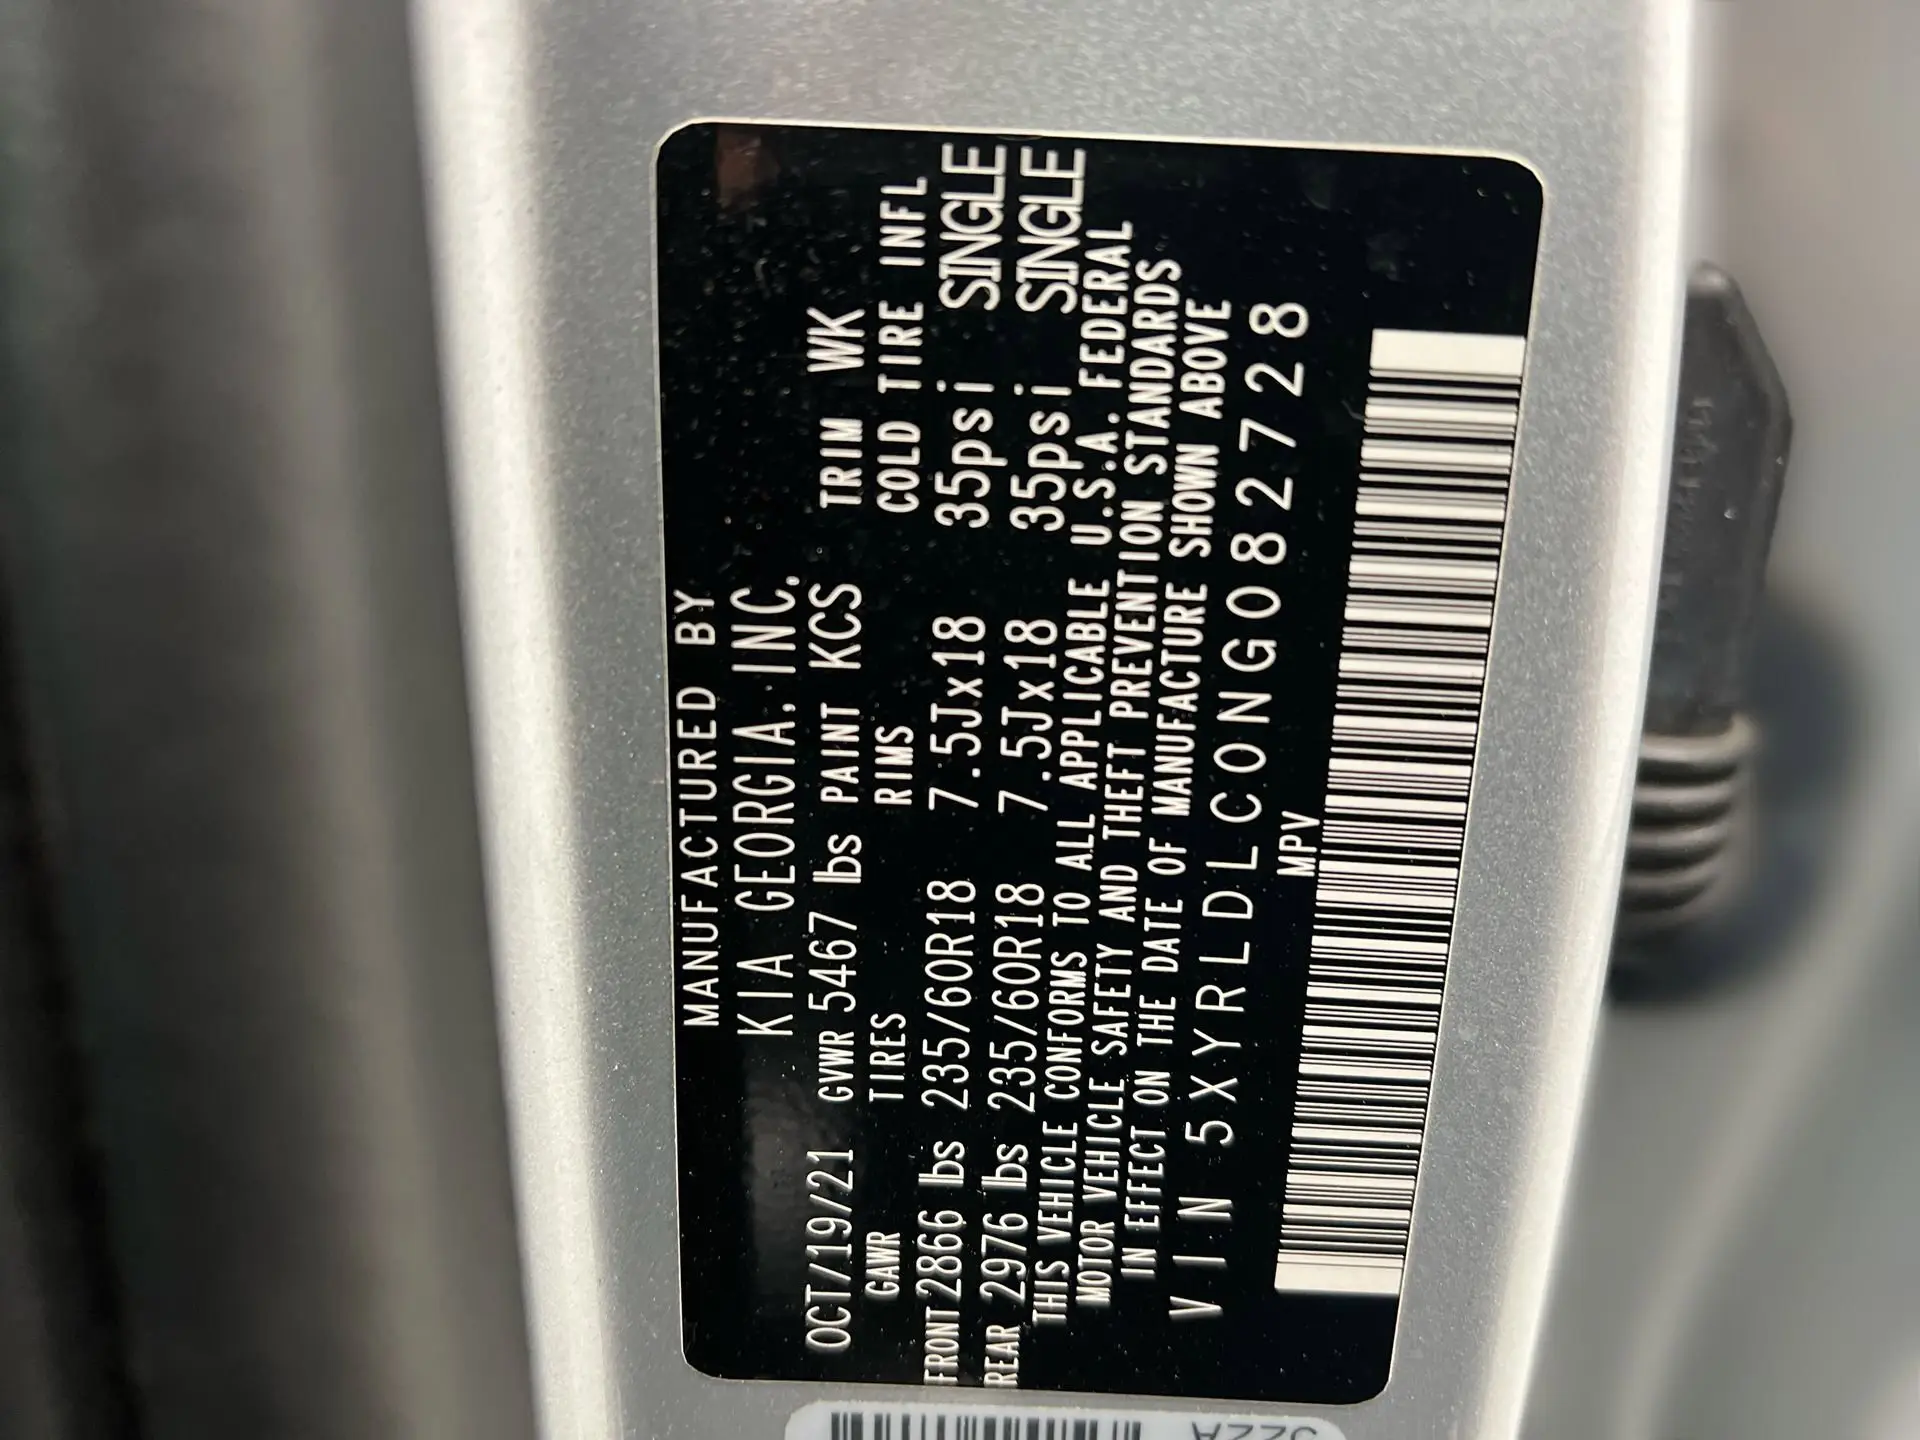 MANUFACTURED BY
KIA GEORGIA, INC.
OCT/19/21 GVWR 5467 lbs PAINT KCS TRIM WK
GAWR TIRES RIMS COLD TIRE INFL
FRONT 2866 lbs 235/60R18 7.5Jx18 35psi SINGLE
REAR 2976 lbs 235/60R18 7.5Jx18 35psi SINGLE
THIS VEHICLE CONFORMS TO ALL APPLICABLE U.S.A. FEDERAL
MOTOR VEHICLE SAFETY AND THEFT PREVENTION STANDARDS
IN EFFECT ON THE DATE OF MANUFACTURE SHOWN ABOVE
VIN 5XYRLDLC0NG082728
MPV